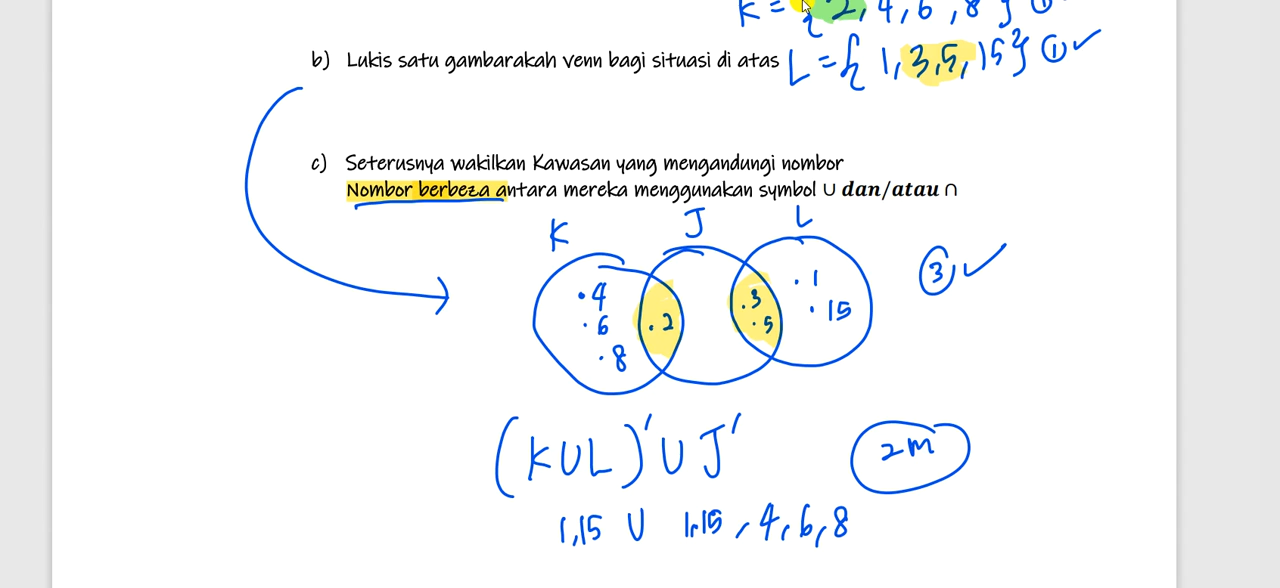 K = { 2, 4, 6, 8 } ①
b) Lukis satu gambarakah venn bagi situasi di atas L = { 1, 3, 5, 15 } ① ✓
c) Seterusnya wakilkan Kawasan yang mengandungi nombor
Nombor berbeza antara mereka menggunakan symbol ∪ dan/atau ∩
K J L
③ ✓
. 4
. 6
. 8
. 2
. 3
. 5
. 1
. 15
(K∪L)′ ∪ J′
2m
1,15 ∪ 1,15, 4, 6, 8